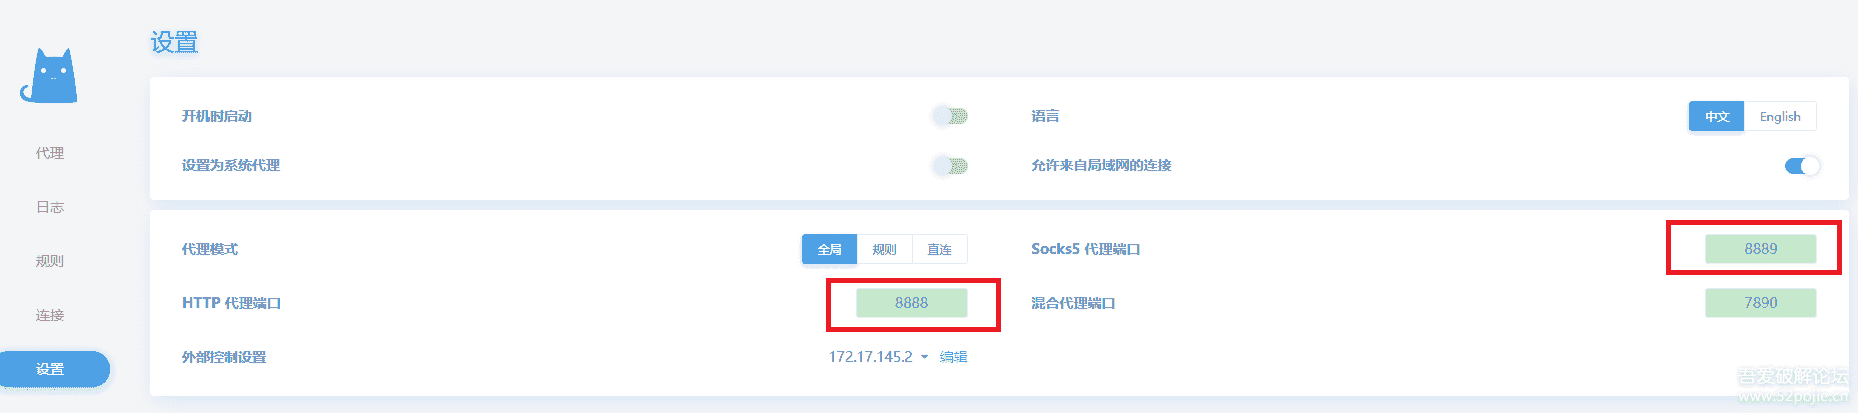 设置
开机时启动
语言
中文
English
代理
设置为系统代理
允许来自局域网的连接
日志
代理模式
全局
规则
直连
Socks5 代理端口
8889
规则
HTTP 代理端口
8888
混合代理端口
7890
连接
外部控制设置
172.17.145.2
编辑
设置
吾爱破解论坛
www.52pojie.cn